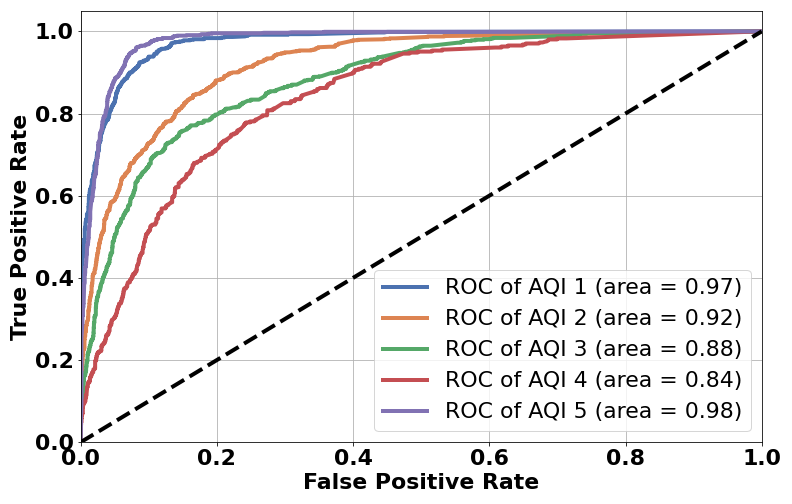 1.0
0.8
0.6
0.4
0.2
0.0
True Positive Rate
ROC of AQI 1 (area = 0.97)
ROC of AQI 2 (area = 0.92)
ROC of AQI 3 (area = 0.88)
ROC of AQI 4 (area = 0.84)
ROC of AQI 5 (area = 0.98)
0.0 0.2 0.4 0.6 0.8 1.0
False Positive Rate